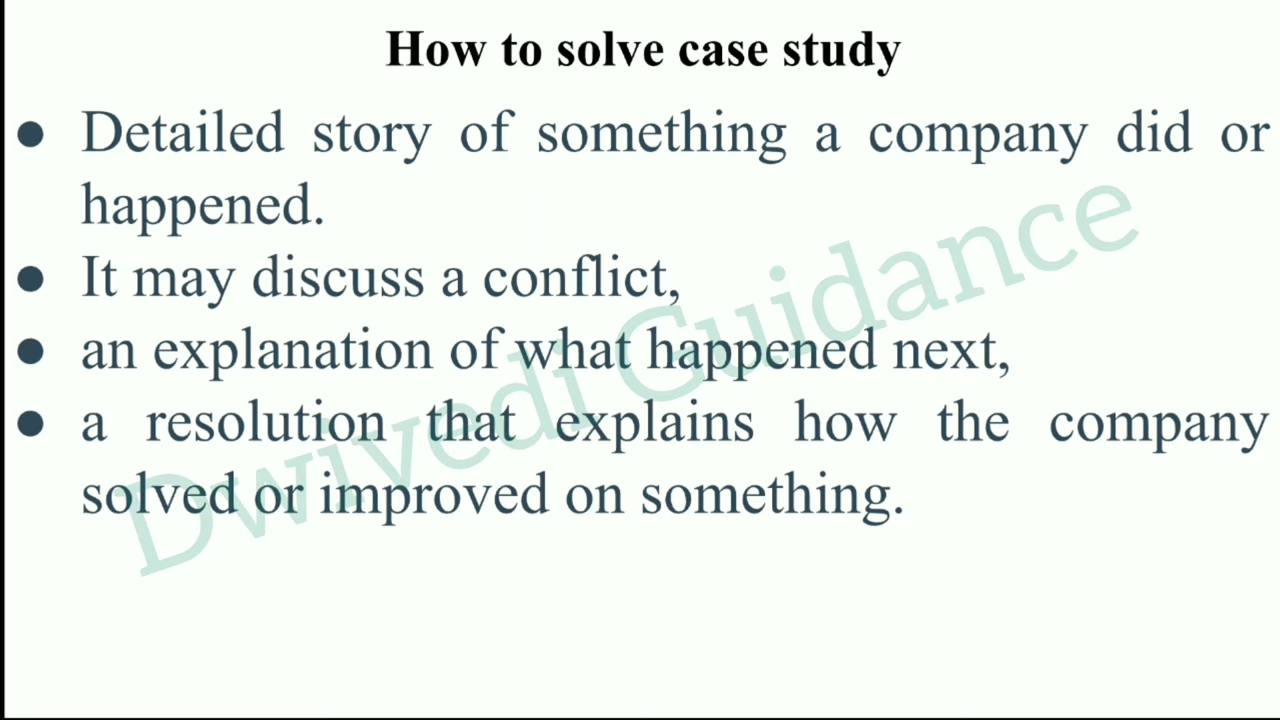 How to solve case study
● Detailed story of something a company did or
happened.
● It may discuss a conflict,
● an explanation of what happened next,
● a resolution that explains how the company
solved or improved on something.
Dwivedi Guidance